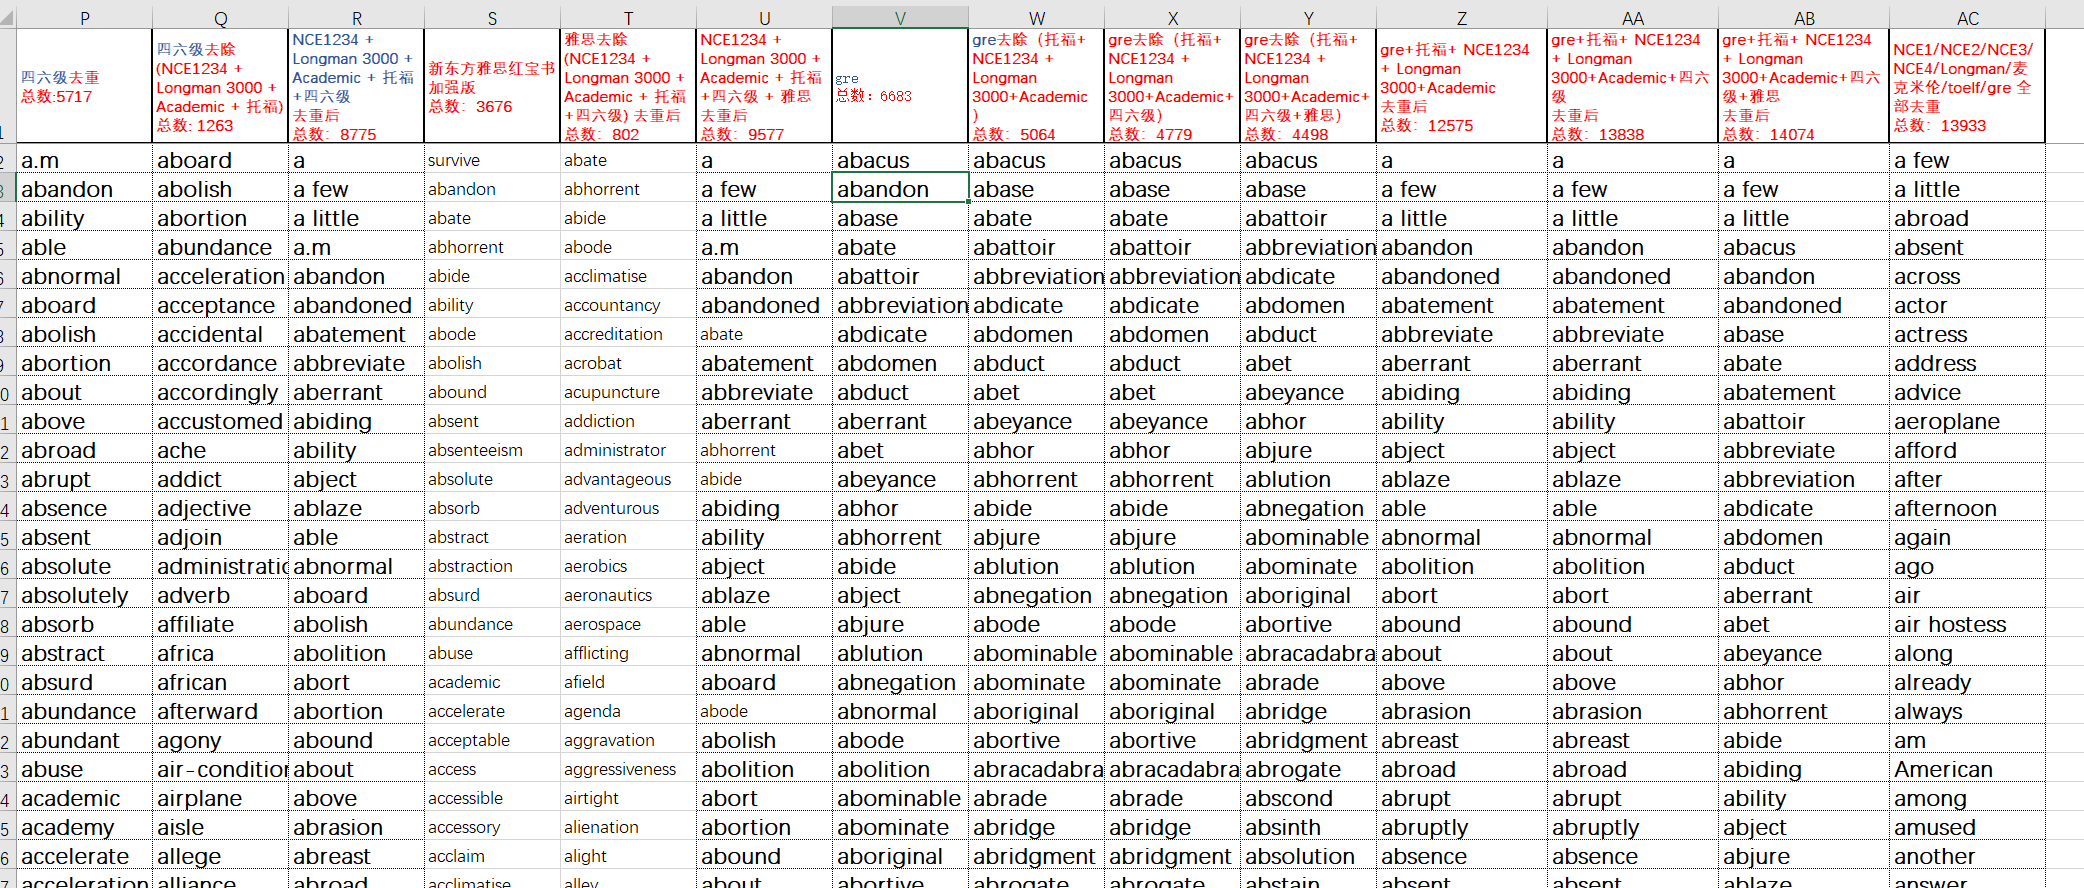 P Q R S T U V W X Y Z AA AB AC
四六级去重
总数:5717
四六级去除
(NCE1234 +
Longman 3000 +
Academic + 托福)
总数: 1263
NCE1234 +
Longman 3000 +
Academic + 托福
+四六级
去重后
总数: 8775
新东方雅思红宝书
加强版
总数: 3676
雅思去除
(NCE1234 +
Longman 3000 +
Academic + 托福
+四六级) 去重后
总数: 802
NCE1234 +
Longman 3000 +
Academic + 托福
+四六级 + 雅思
去重后
总数: 9577
gre
总数: 6683
gre去除 (托福+
NCE1234 +
Longman
3000+Academic
)
总数: 5064
gre去除 (托福+
NCE1234 +
Longman
3000+Academic+
四六级)
总数: 4779
gre去除 (托福+
NCE1234 +
Longman
3000+Academic+
四六级+雅思)
总数: 4498
gre+托福+ NCE1234
+ Longman
3000+Academic
去重后
总数: 12575
gre+托福+ NCE1234
+ Longman
3000+Academic+四六
级
去重后
总数: 13838
gre+托福+ NCE1234
+ Longman
3000+Academic+四六
级+雅思
去重后
总数: 14074
NCE1/NCE2/NCE3/
NCE4/Longman/麦
克米伦/toelf/gre 全
部去重
总数: 13933
a.m aboard a survive abate a abacus abacus abacus abacus a a a a few
abandon abolish a few abandon abhorrent a few abandon abase abase abase a few a few a few a little
ability abortion a little abate abide a little abase abate abate abattoir a little a little a little abroad
able abundance a.m abhorrent abode a.m abate abattoir abattoir abbreviation abandon abandon abacus absent
abnormal acceleration abandon abide acclimatise abandon abattoir abbreviation abbreviation abdicate abandoned abandoned abandon across
aboard acceptance abandoned ability accountancy abandoned abbreviation abdicate abdicate abdomen abatement abatement abandoned actor
abolish accidental abatement abode accreditation abate abdicate abdomen abdomen abduct abbreviate abbreviate abase actress
abortion accordance abbreviate abolish acrobat abatement abdomen abduct abduct abet aberrant aberrant abate address
about accordingly aberrant abound acupuncture abbreviate abduct abet abet abeyance abiding abiding abatement advice
above accustomed abiding absent addiction aberrant aberrant abeyance abeyance abhor ability ability abattoir aeroplane
abroad ache ability absenteeism administrator abhorrent abet abhor abhor abjure abject abject abbreviate afford
abrupt addict abject absolute advantageous abide abeyance abhorrent abhorrent ablution ablaze ablaze abbreviation after
absence adjective ablaze absorb adventurous abiding abhor abide abide abnegation able able abdicate afternoon
absent adjoin able abstract aeration ability abhorrent abjure abjure abominable abnormal abnormal abdomen again
absolute administratic abnormal abstraction aerobics abject abide ablution ablution abominate abolition abolition abduct ago
absolutely adverb aboard absurd aeronautics ablaze abject abnegation abnegation aboriginal abort abort aberrant air
absorb affiliate abolish abundance aerospace able abjure abode abode abortive abound abound abet air hostess
abstract africa abolition abuse afflicting abnormal ablution abominable abominable abracadabra about about abeyance along
absurd african abort academic afield aboard abnegation abominate abominate abrade above above abhor already
abundance afterward abortion accelerate agenda abode abnormal aboriginal aboriginal abridge abrasion abrasion abhorrent always
abundant agony abound acceptable aggravation abolish abode abortive abortive abridgment abreast abreast abide am
abuse air-condition about access aggressiveness abolition abolition abracadabra abracadabra abrogate abroad abroad abiding American
academic airplane above accessible airtight abort abominable abrade abrade abscond abrupt abrupt ability among
academy aisle abrasion accessory alienation abortion abominate abridge abridge absinth abruptly abruptly abject amused
accelerate allege abreast acclaim alight abound aboriginal abridgment abridgment absolution absence absence abjure another
acceleration alliance abroad acclimatise alley about abortive abrogate abrogate abstain absent absent ablaze answer